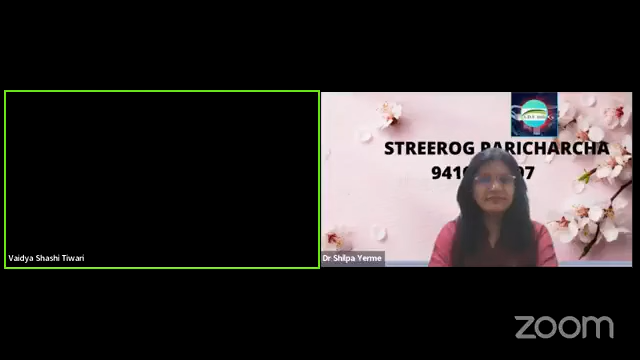 STREEROG PARICHARCHA
Vaidya Shashi Tiwari
Dr Shilpa Yerme
zoom